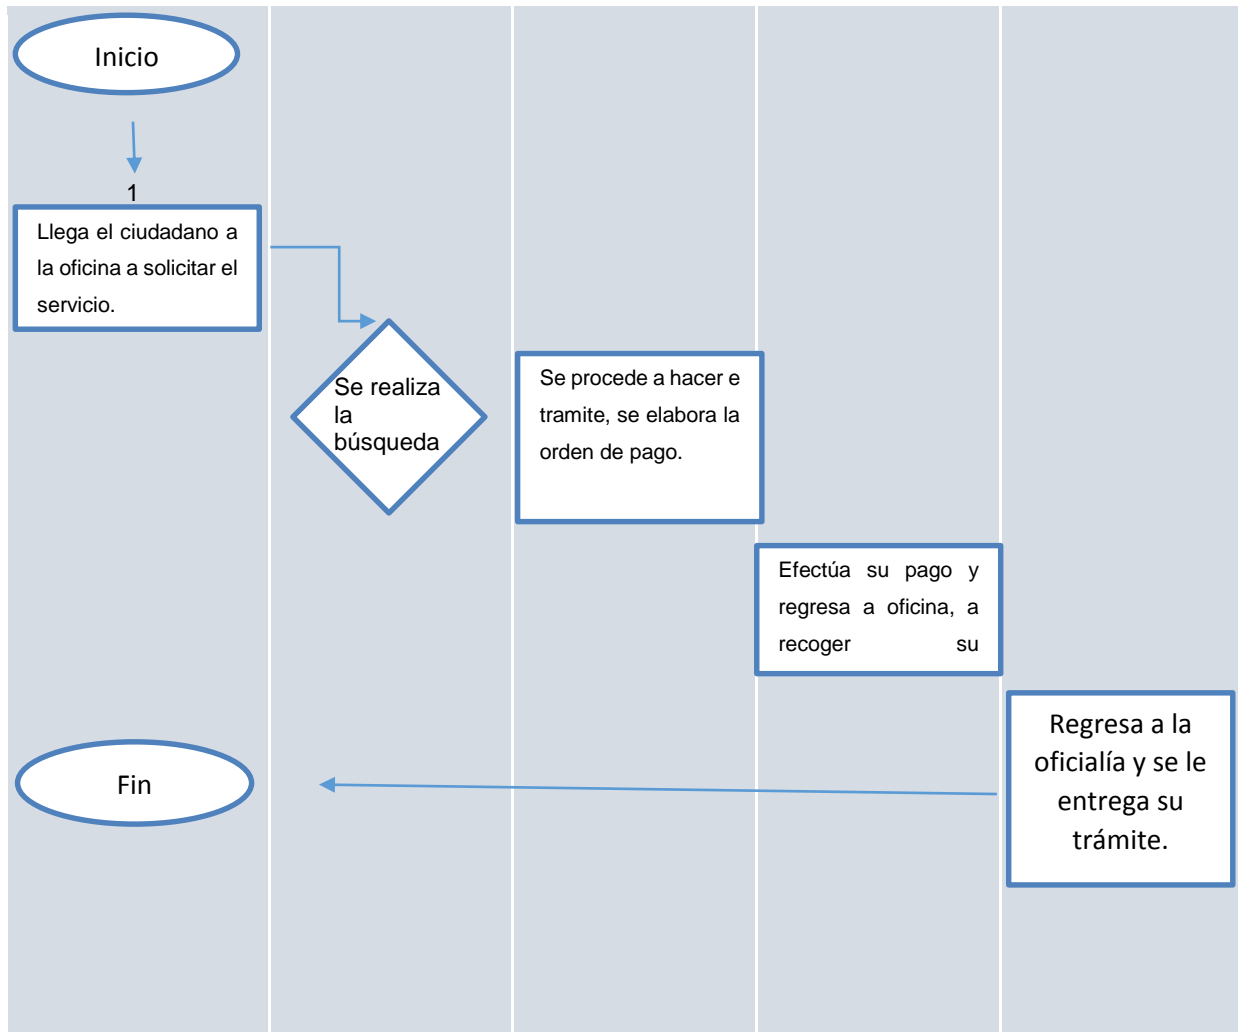 Inicio
1
Llega el ciudadano a
la oficina a solicitar el
servicio.
Se realiza
la
búsqueda
Se procede a hacer e
tramite, se elabora la
orden de pago.
Efectúa su pago y
regresa a oficina, a
recoger su
Regresa a la
oficialía y se le
entrega su
trámite.
Fin